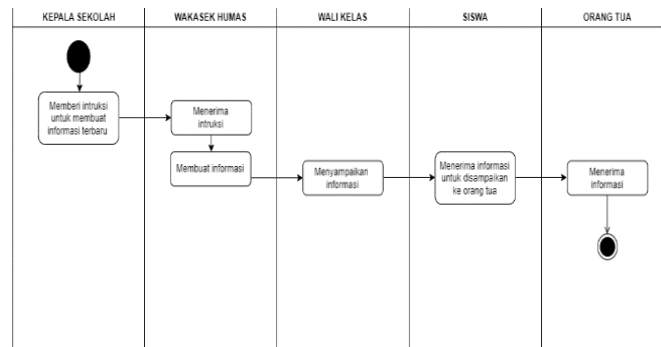 KEPALA SEKOLAH
WAKASEK HUMAS
WALI KELAS
SISWA
ORANG TUA
Memberi intruksi
untuk membuat
informasi terbaru
Menerima
intruksi
Membuat informasi
Menyampaikan
informasi
Menerima informasi
untuk disampaikan
ke orang tua
Menerima
informasi